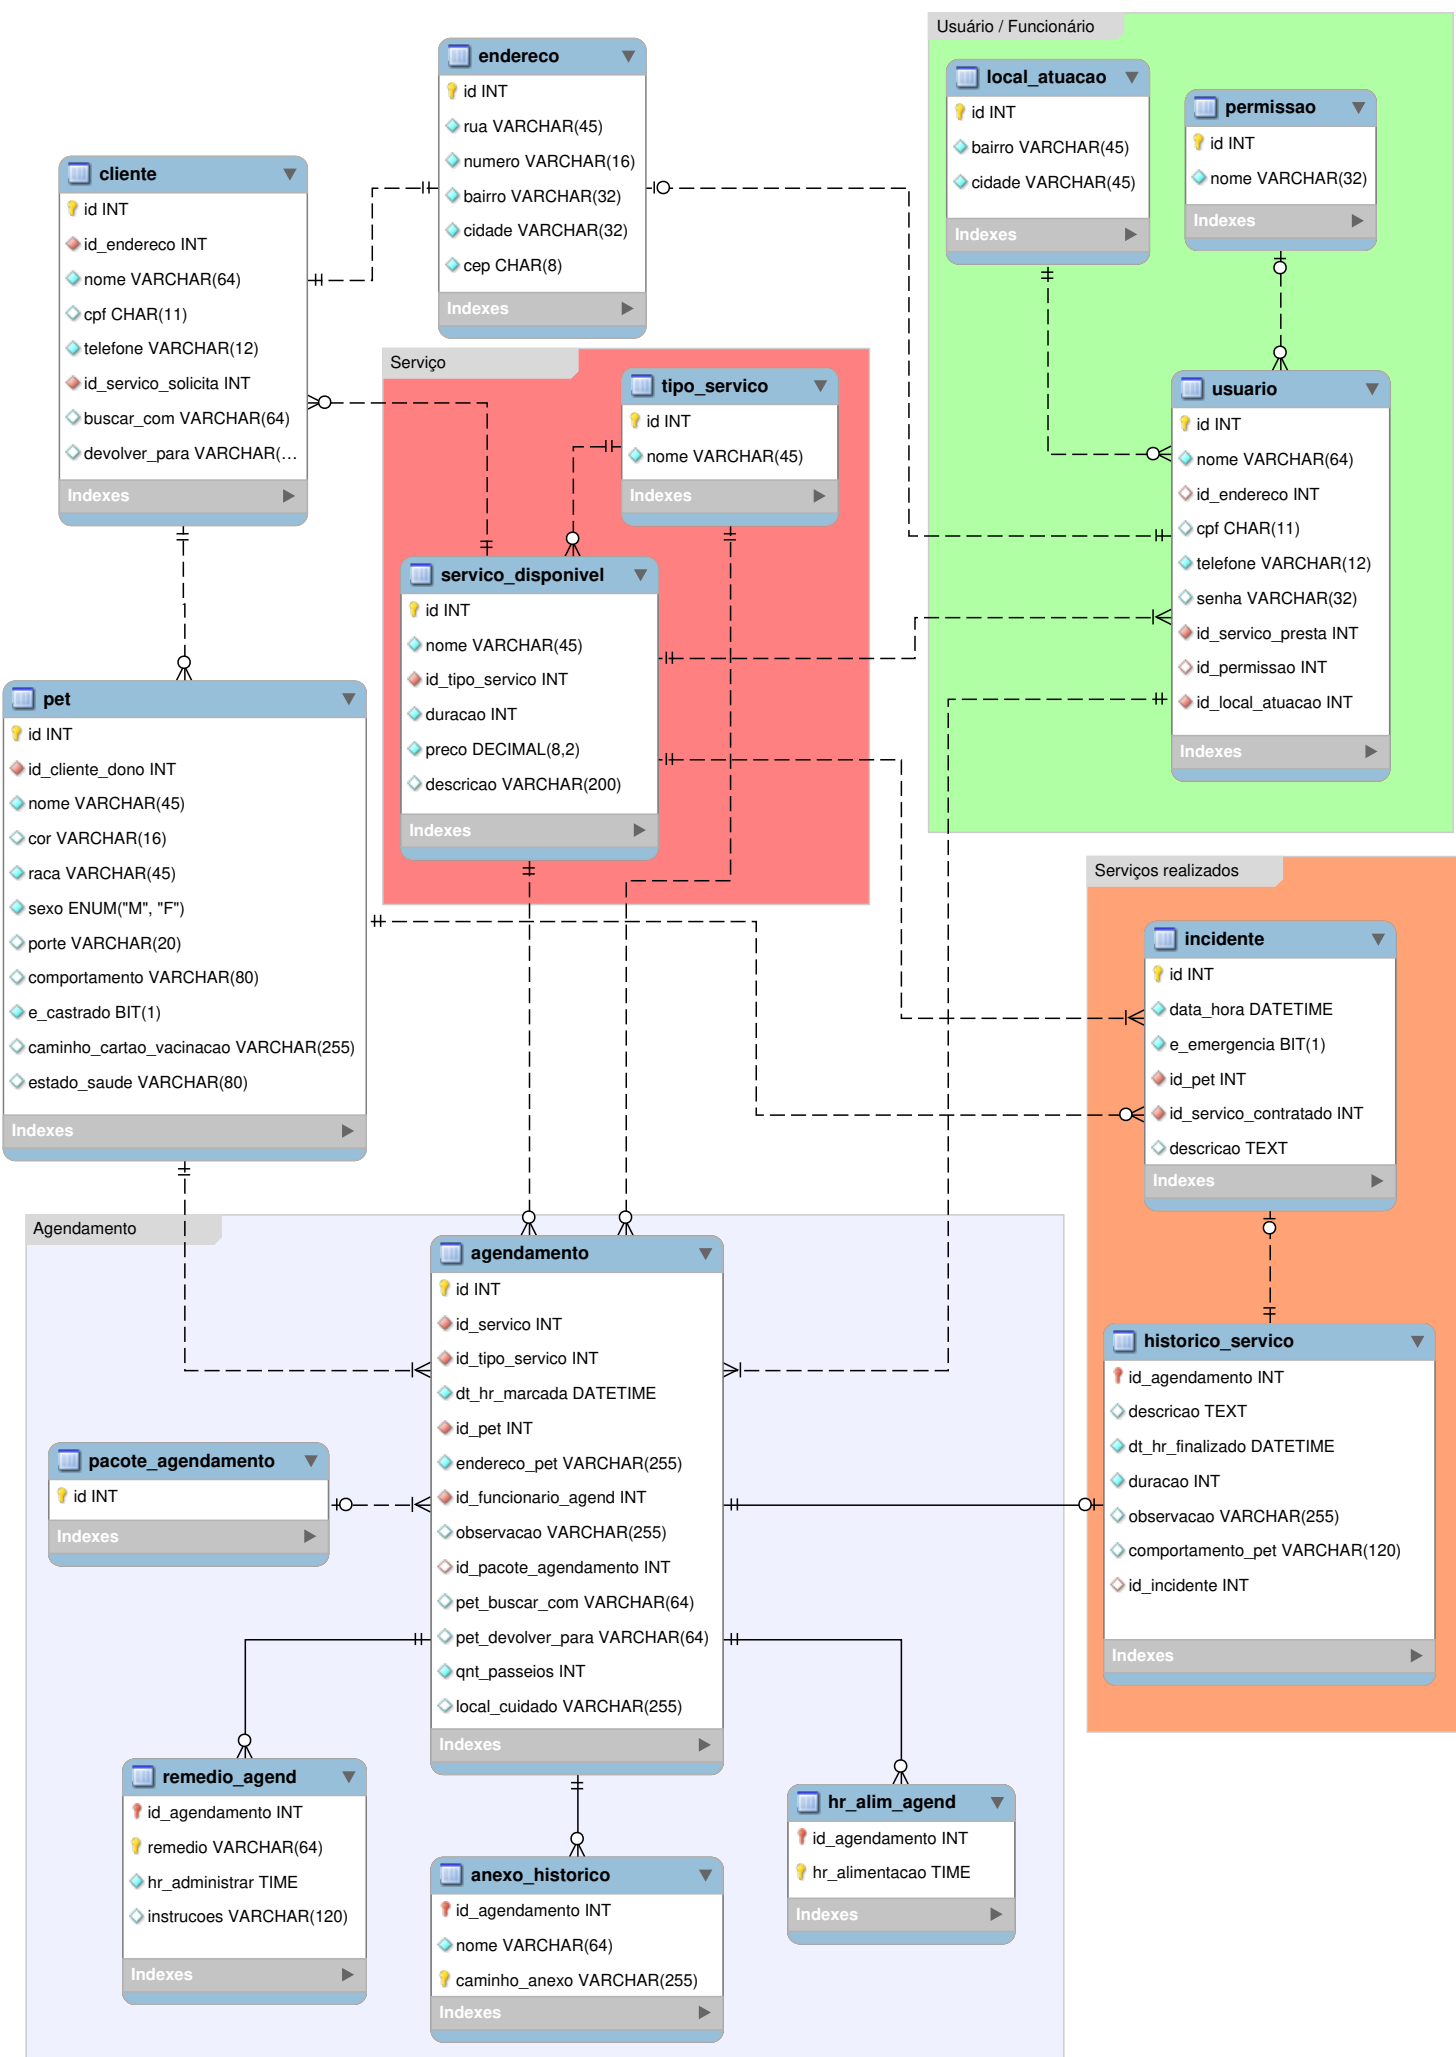 endereco
id INT
rua VARCHAR(45)
numero VARCHAR(16)
bairro VARCHAR(32)
cidade VARCHAR(32)
cep CHAR(8)
Indexes
cliente
id INT
id_endereco INT
nome VARCHAR(64)
cpf CHAR(11)
telefone VARCHAR(12)
id_servico_solicita INT
buscar_com VARCHAR(64)
devolver_para VARCHAR(...
Indexes
Usuário / Funcionário
local_atuacao
id INT
bairro VARCHAR(45)
cidade VARCHAR(45)
Indexes
permissao
id INT
nome VARCHAR(32)
Indexes
usuario
id INT
nome VARCHAR(64)
id_endereco INT
cpf CHAR(11)
telefone VARCHAR(12)
senha VARCHAR(32)
id_servico_presta INT
id_permissao INT
id_local_atuacao INT
Indexes
Serviço
tipo_servico
id INT
nome VARCHAR(45)
Indexes
servico_disponivel
id INT
nome VARCHAR(45)
id_tipo_servico INT
duracao INT
preco DECIMAL(8,2)
descricao VARCHAR(200)
Indexes
pet
id INT
id_cliente_dono INT
nome VARCHAR(45)
cor VARCHAR(16)
raca VARCHAR(45)
sexo ENUM("M", "F")
porte VARCHAR(20)
comportamento VARCHAR(80)
e_castrado BIT(1)
caminho_cartao_vacinacao VARCHAR(255)
estado_saude VARCHAR(80)
Indexes
Serviços realizados
incidente
id INT
data_hora DATETIME
e_emergencia BIT(1)
id_pet INT
id_servico_contratado INT
descricao TEXT
Indexes
historico_servico
id_agendamento INT
descricao TEXT
dt_hr_finalizado DATETIME
duracao INT
observacao VARCHAR(255)
comportamento_pet VARCHAR(120)
id_incidente INT
Indexes
Agendamento
agendamento
id INT
id_servico INT
id_tipo_servico INT
dt_hr_marcada DATETIME
id_pet INT
endereco_pet VARCHAR(255)
id_funcionario_agend INT
observacao VARCHAR(255)
id_pacote_agendamento INT
pet_buscar_com VARCHAR(64)
pet_devolver_para VARCHAR(64)
qnt_passeios INT
local_cuidado VARCHAR(255)
Indexes
pacote_agendamento
id INT
Indexes
remedio_agend
id_agendamento INT
remedio VARCHAR(64)
hr_administrar TIME
instrucoes VARCHAR(120)
Indexes
anexo_historico
id_agendamento INT
nome VARCHAR(64)
caminho_anexo VARCHAR(255)
Indexes
hr_alim_agend
id_agendamento INT
hr_alimentacao TIME
Indexes